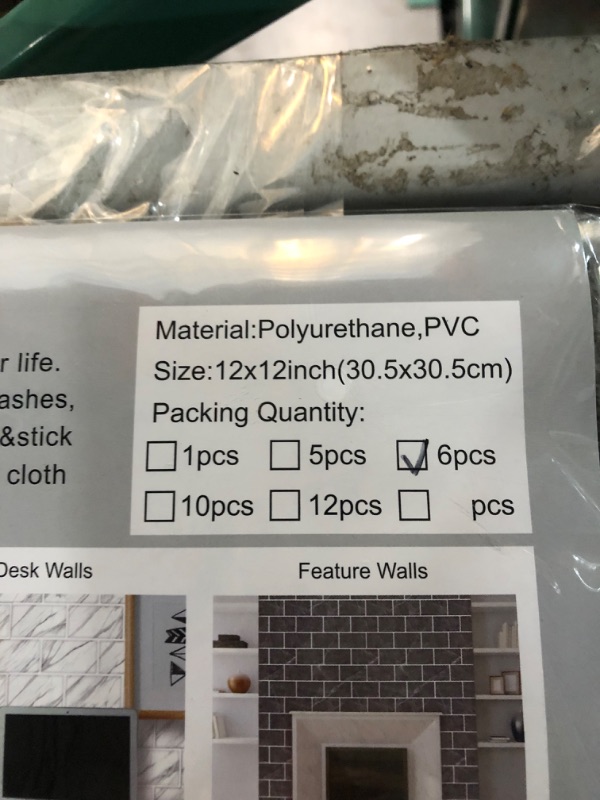 r life.
ashes,
&stick
cloth
Material:Polyurethane,PVC
Size:12x12inch(30.5x30.5cm)
Packing Quantity:
1pcs 5pcs 6pcs
10pcs 12pcs pcs
Desk Walls
Feature Walls